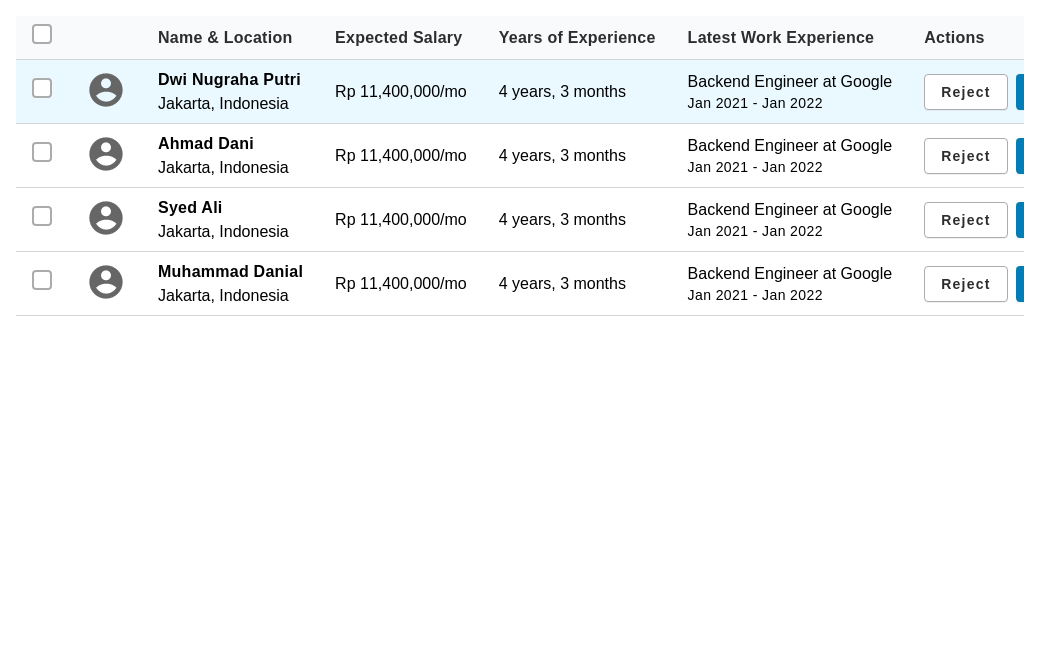 Name & Location Expected Salary Years of Experience Latest Work Experience Actions
Dwi Nugraha Putri
Jakarta, Indonesia
Rp 11,400,000/mo
4 years, 3 months
Backend Engineer at Google
Jan 2021 - Jan 2022
Reject
Ahmad Dani
Jakarta, Indonesia
Rp 11,400,000/mo
4 years, 3 months
Backend Engineer at Google
Jan 2021 - Jan 2022
Reject
Syed Ali
Jakarta, Indonesia
Rp 11,400,000/mo
4 years, 3 months
Backend Engineer at Google
Jan 2021 - Jan 2022
Reject
Muhammad Danial
Jakarta, Indonesia
Rp 11,400,000/mo
4 years, 3 months
Backend Engineer at Google
Jan 2021 - Jan 2022
Reject